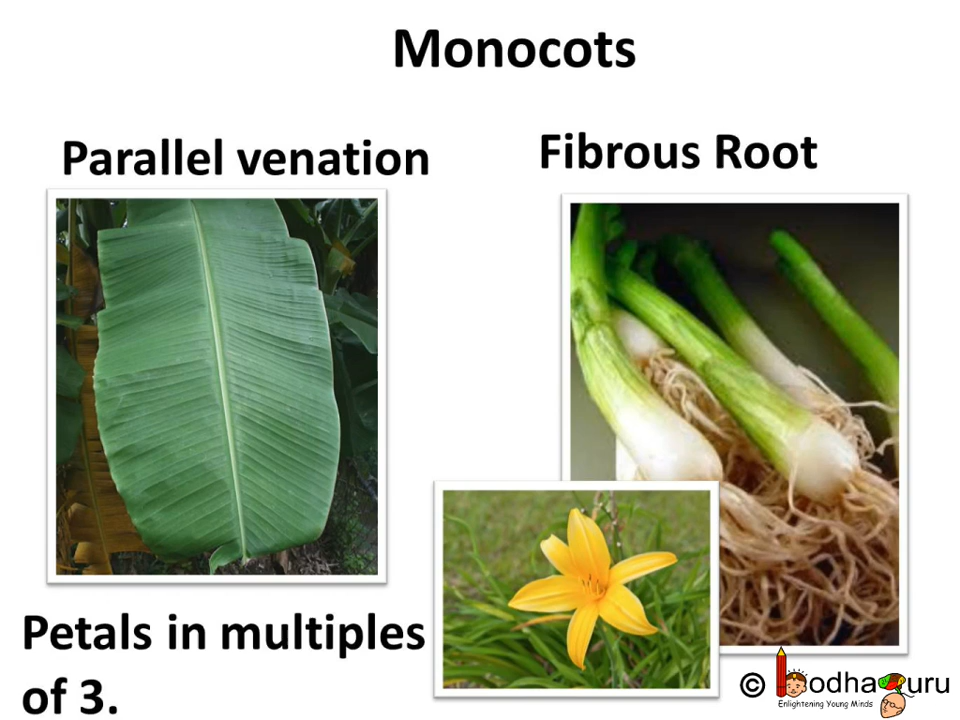 Monocots
Parallel venation
Fibrous Root
Petals in multiples
of 3.
© BodhaGuru
Enlightening Young Minds